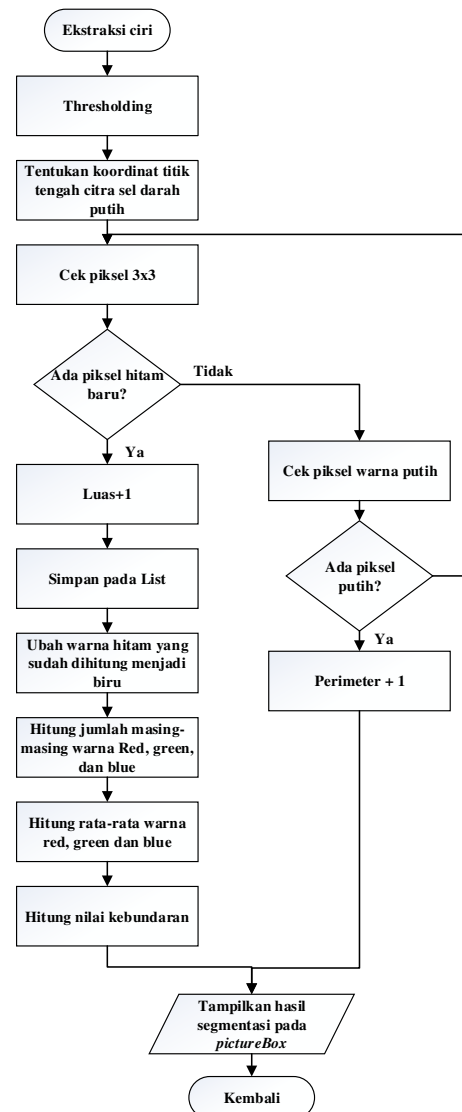 Ekstraksi ciri
Thresholding
Tentukan koordinat titik
tengah citra sel darah
putih
Cek piksel 3x3
Ada piksel hitam
baru?
Tidak
Ya
Luas+1
Simpan pada List
Ubah warna hitam yang
sudah dihitung menjadi
biru
Hitung jumlah masing-
masing warna Red, green,
dan blue
Hitung rata-rata warna
red, green dan blue
Hitung nilai kebundaran
Cek piksel warna putih
Ada piksel
putih?
Ya
Perimeter + 1
Tampilkan hasil
segmentasi pada
pictureBox
Kembali